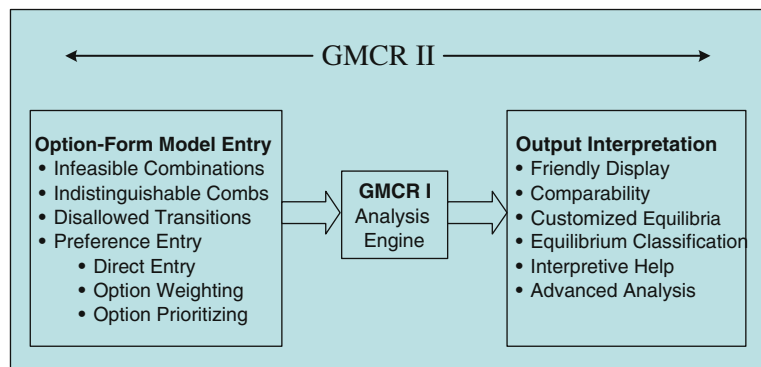 GMCR II
Option-Form Model Entry
• Infeasible Combinations
• Indistinguishable Combs
• Disallowed Transitions
• Preference Entry
• Direct Entry
• Option Weighting
• Option Prioritizing
GMCR I
Analysis
Engine
Output Interpretation
• Friendly Display
• Comparability
• Customized Equilibria
• Equilibrium Classification
• Interpretive Help
• Advanced Analysis